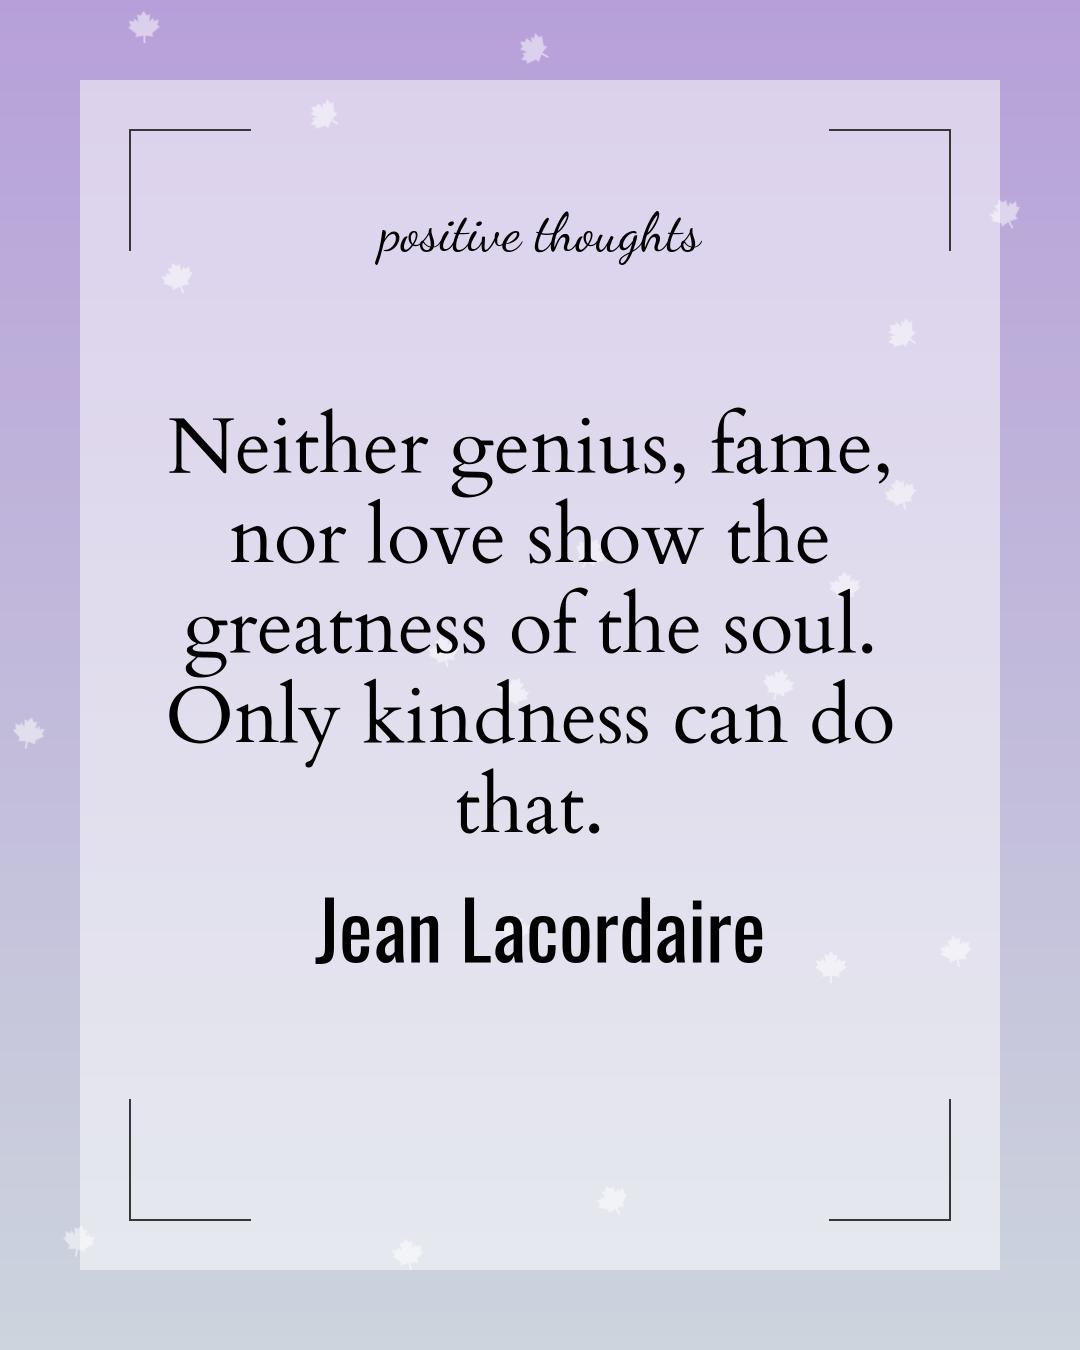 positive thoughts
Neither genius, fame,
nor love show the
greatness of the soul.
Only kindness can do
that.
Jean Lacordaire